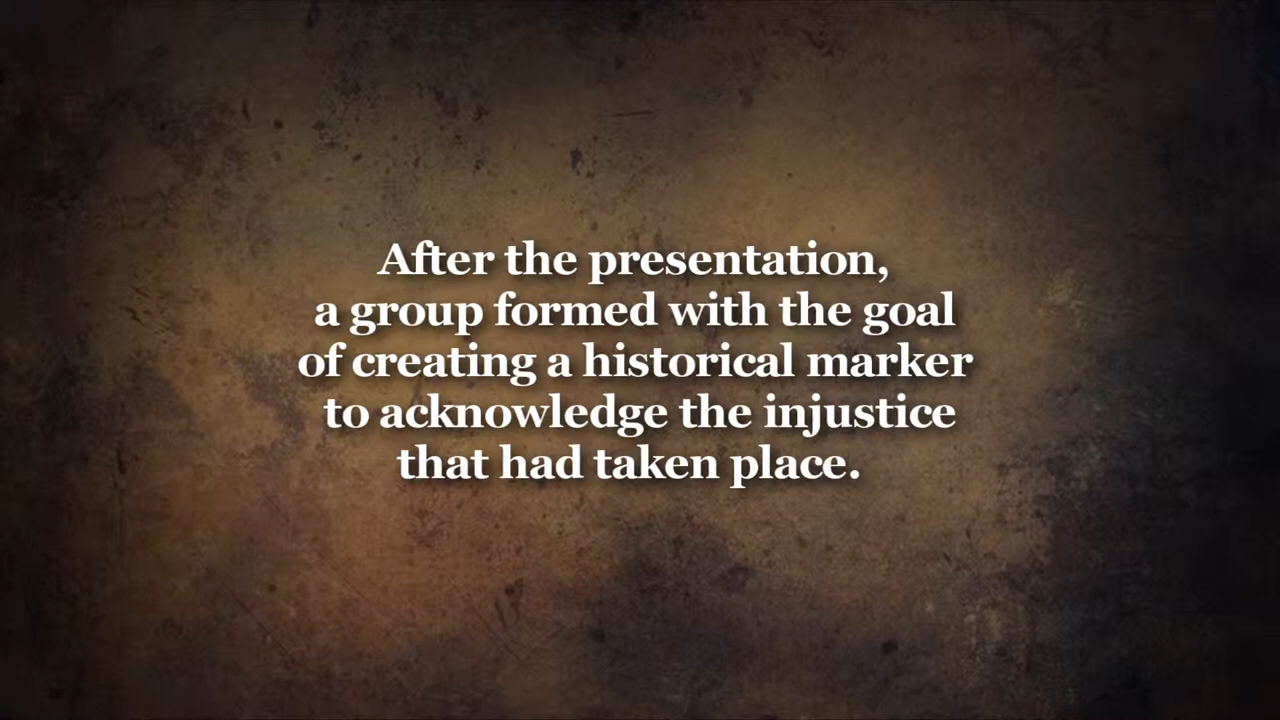 After the presentation,
a group formed with the goal
of creating a historical marker
to acknowledge the injustice
that had taken place.